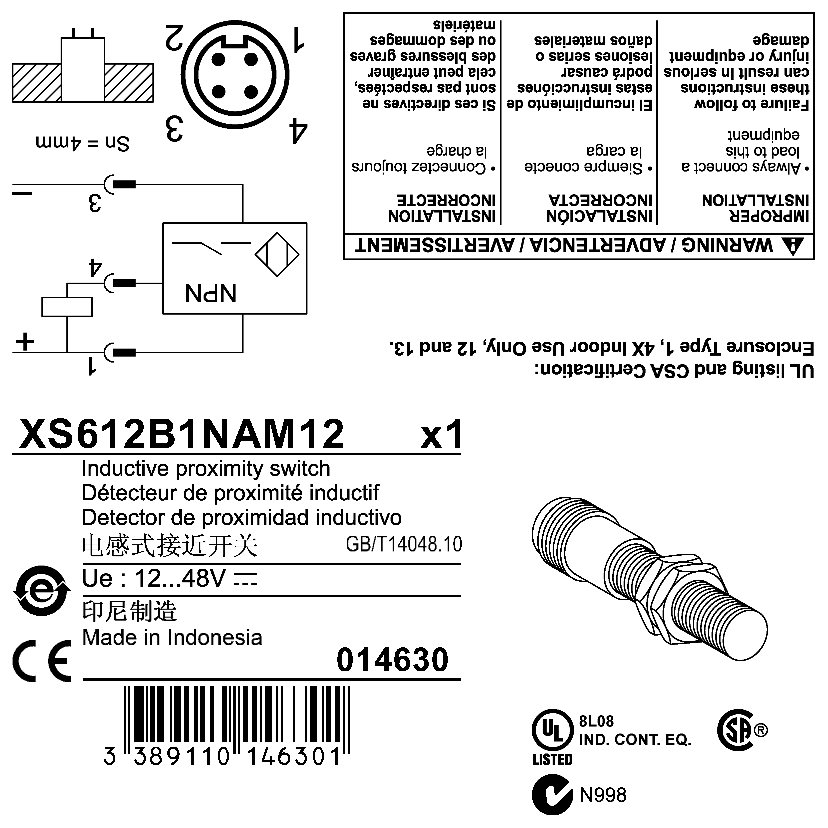 UL listing and CSA Certification:
Enclosure Type 1, 4X Indoor Use Only, 12 and 13.
WARNING / ADVERTENCIA / AVERTISSEMENT
IMPROPER
INSTALLATION
• Always connect a
load to this
equipment
Failure to follow
these instructions
can result in serious
injury or equipment
damage
INSTALACIÓN
INCORRECTA
• Siempre conecte
la carga
El incumplimiento de
estas instrucciónes
podrá causar
lesiones serias o
daños materiales
INSTALLATION
INCORRECTE
• Connectez toujours
la charge
Si ces directives ne
sont pas respectées,
cela peut entraîner
des blessures graves
ou des dommages
matériels
1
+
NPN
4
3
–
Sn = 4mm
4
3
1
2
XS612B1NAM12 x1
Inductive proximity switch
Détecteur de proximité inductif
Detector de proximidad inductivo
电感式接近开关 GB/T14048.10
Ue : 12...48V
印尼制造
Made in Indonesia
014630
3 389110 146301
CE
UL
LISTED
8L08
IND. CONT. EQ.
SA ®
N998